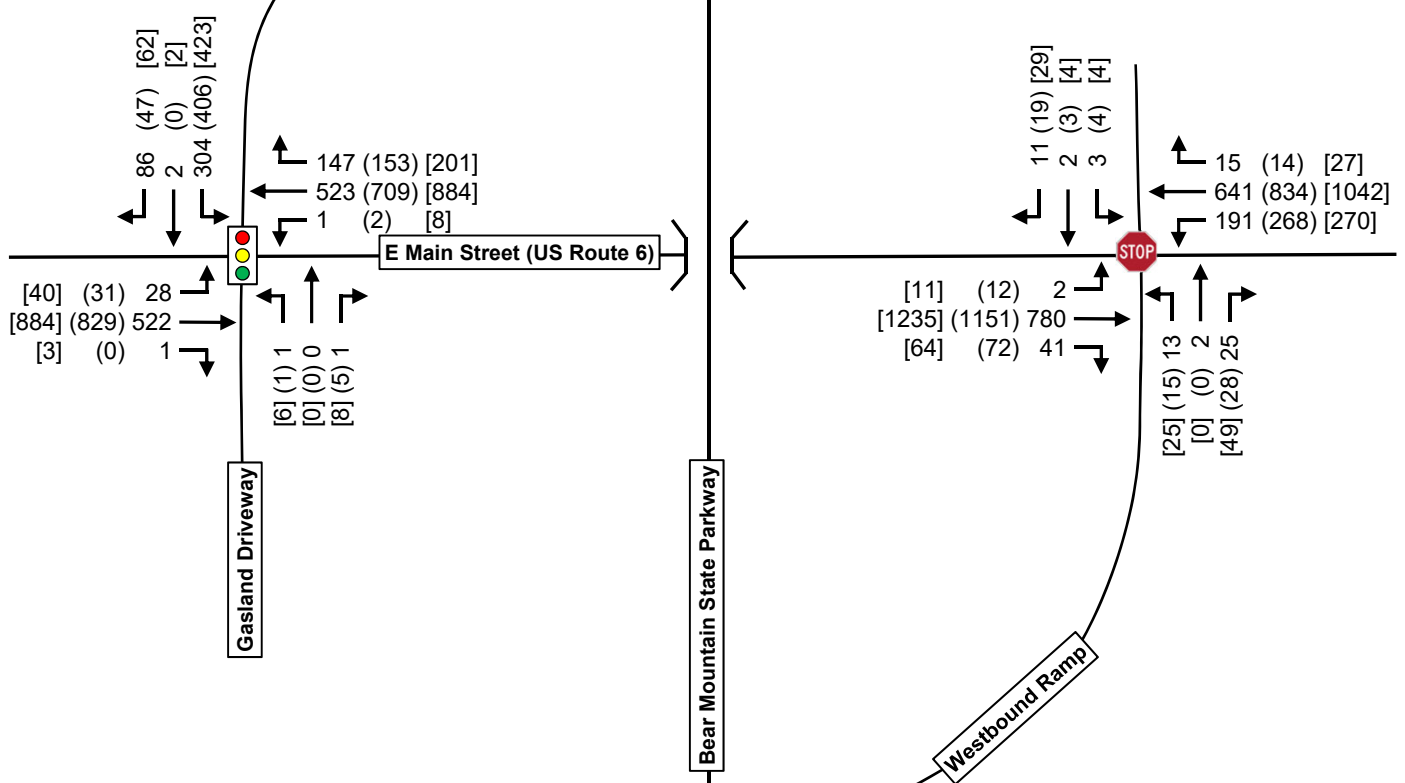 86 (47) [62]
2 (0) [2]
304 (406) [423]
147 (153) [201]
523 (709) [884]
1 (2) [8]
E Main Street (US Route 6)
[40] (31) 28
[884] (829) 522
[3] (0) 1
[6] (1) 1
[0] (0) 0
[8] (5) 1
Gasland Driveway
Bear Mountain State Parkway
11 (19) [29]
2 (3) [4]
3 (4) [4]
15 (14) [27]
641 (834) [1042]
191 (268) [270]
STOP
[11] (12) 2
[1235] (1151) 780
[64] (72) 41
[25] (15) 13
[0] (0) 2
[49] (28) 25
Westbound Ramp